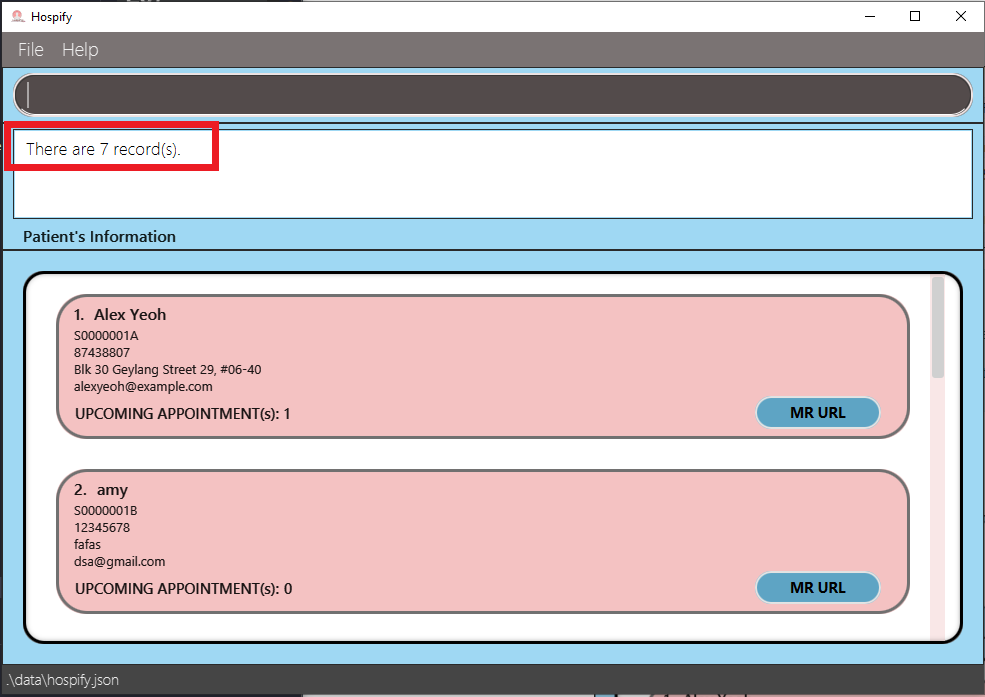 Hospify
File Help
There are 7 record(s).
Patient's Information
1. Alex Yeoh
S0000001A
87438807
Blk 30 Geylang Street 29, #06-40
alexyeoh@example.com
UPCOMING APPOINTMENT(s): 1
MR URL
2. amy
S0000001B
12345678
fafas
dsa@gmail.com
UPCOMING APPOINTMENT(s): 0
MR URL
.\data\hospify.json